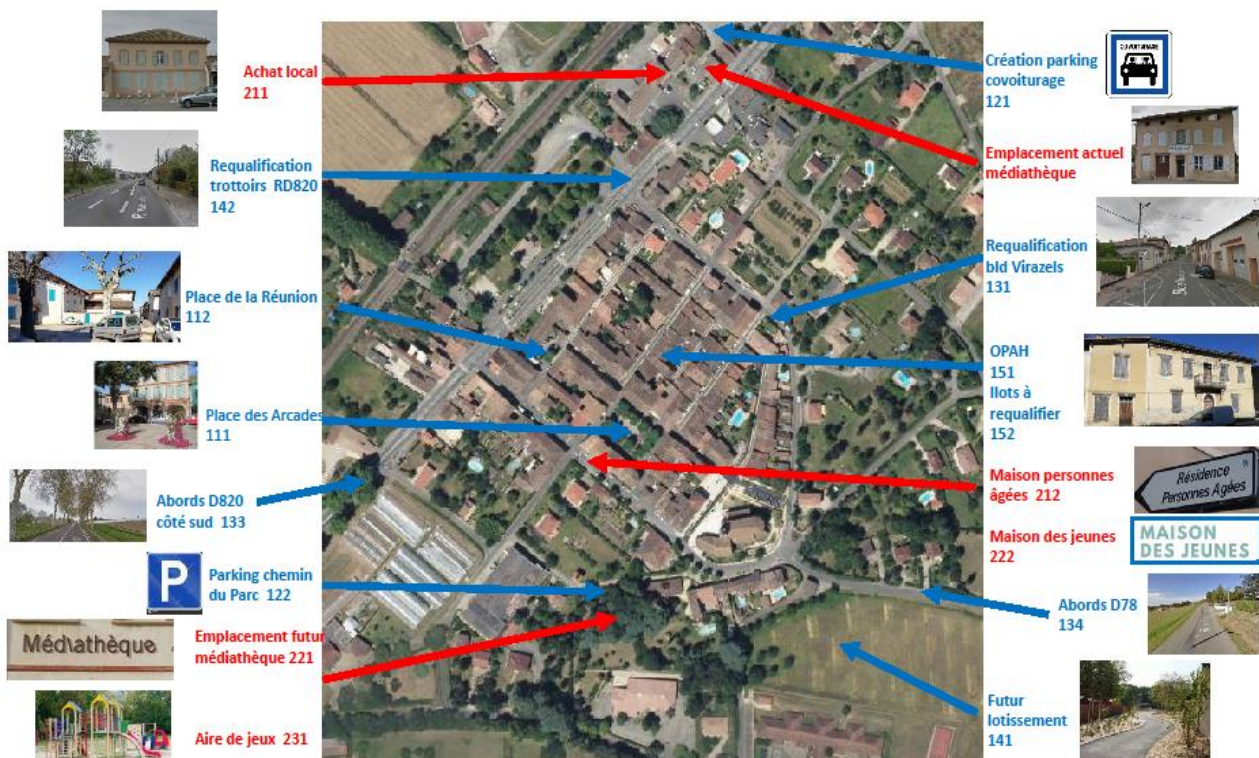 Achat local
211
Requalification
trottoirs RD820
142
Place de la Réunion
112
Place des Arcades
111
Abords D820
côté sud 133
P
Parking chemin
du Parc 122
Médiathèque
Emplacement futur
médiathèque 221
Aire de jeux 231
Création parking
covoiturage
121
COVOITURAGE
Emplacement actuel
médiathèque
Requalification
bld Virazels
131
OPAH
151
Ilots à
requalifier
152
Maison personnes
âgées 212
Résidence
Personnes Agées
Maison des jeunes
222
MAISON
DES JEUNES
Abords D78
134
Futur
lotissement
141